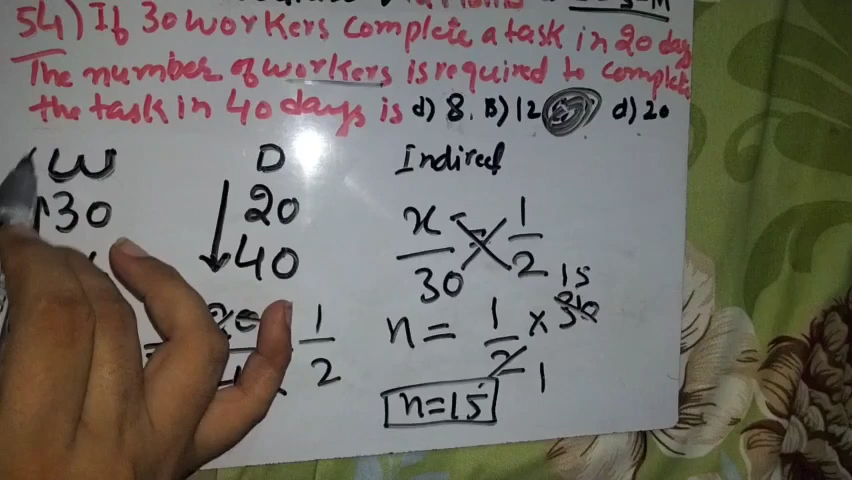 54) If 30 workers complete a task in 20 days
The number of workers is required to complete
the task in 40 days is d) 8. B) 12 d) 20
W D Indirect
30 20 x/30 1/2
40
n = 1/2 x 30 15
1
1/2
n=15